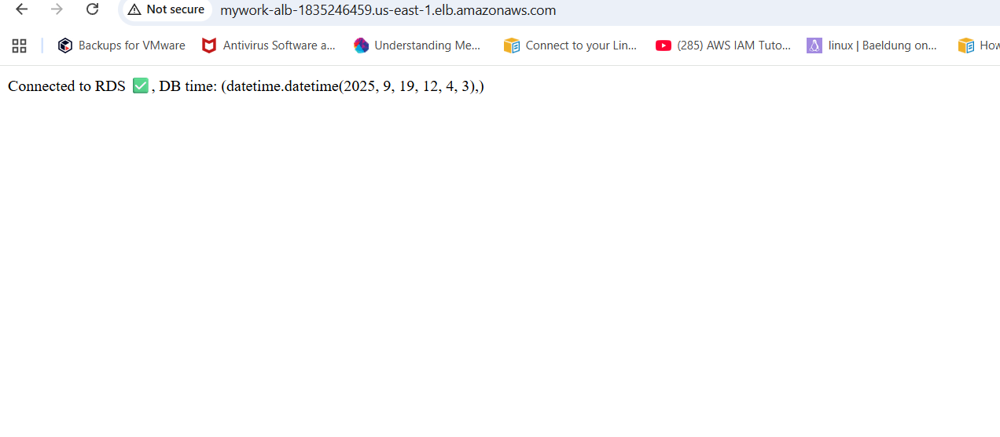 Not secure mywork-alb-1835246459.us-east-1.elb.amazonaws.com
Backups for VMware Antivirus Software a... Understanding Me... Connect to your Lin... (285) AWS IAM Tuto... linux | Baeldung on... How
Connected to RDS ✅, DB time: (datetime.datetime(2025, 9, 19, 12, 4, 3),)